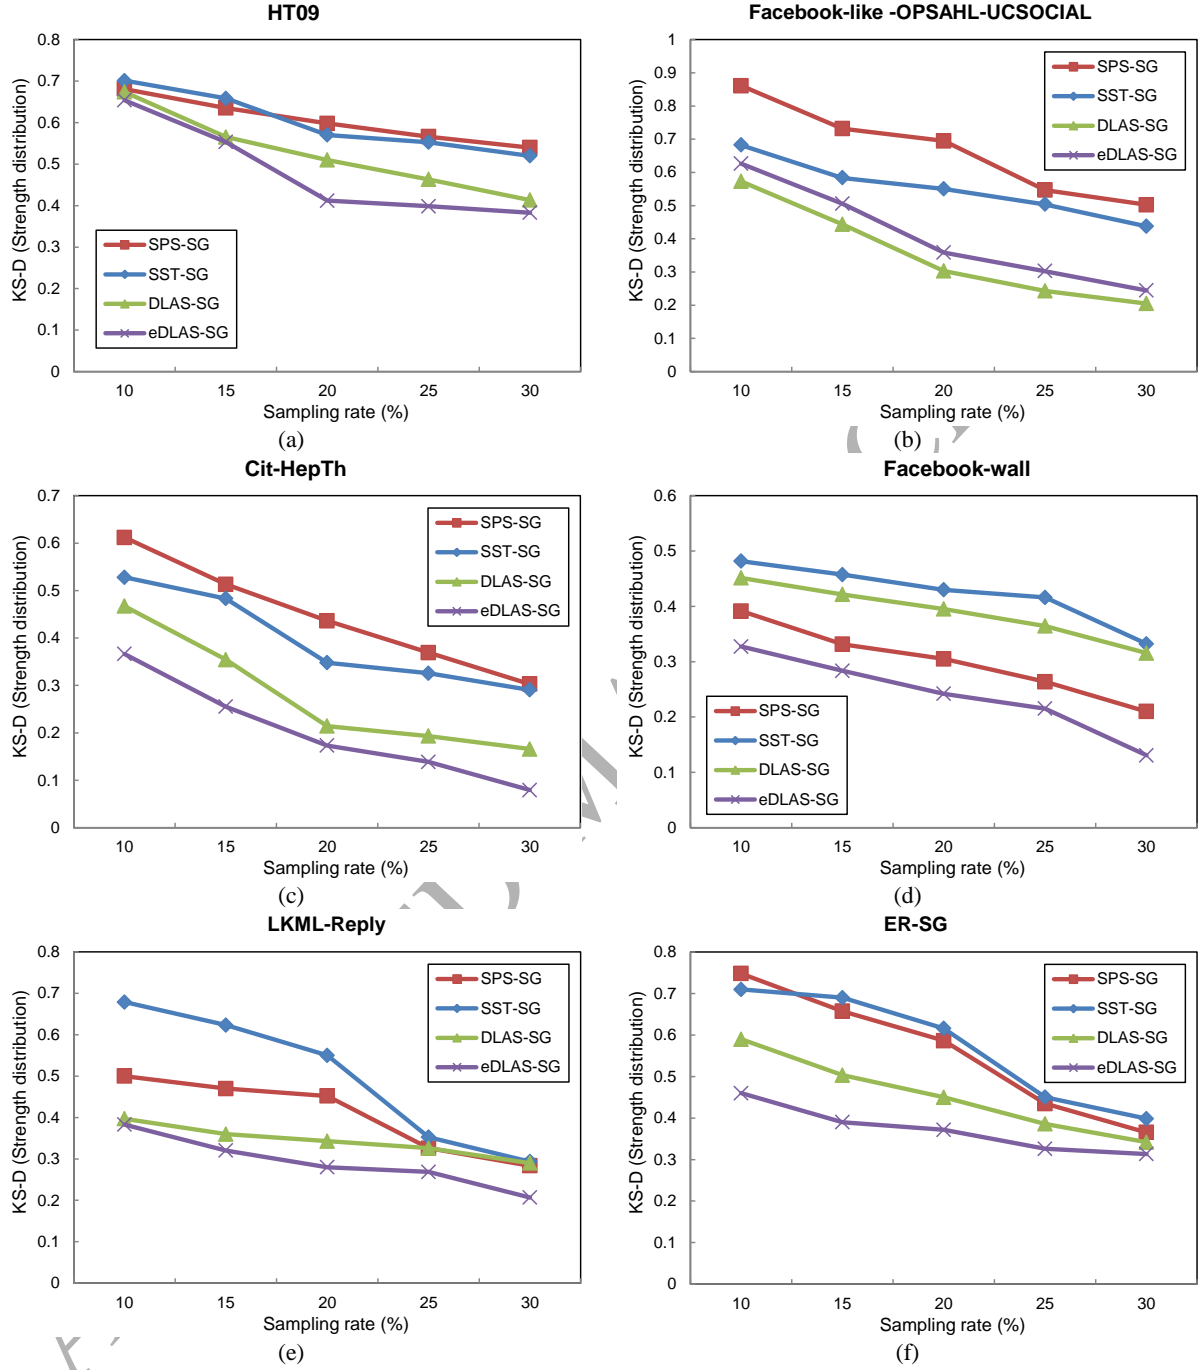 HT09
KS-D (Strength distribution)
0.8
0.7
0.6
0.5
0.4
0.3
0.2
0.1
0
SPS-SG
SST-SG
DLAS-SG
eDLAS-SG
10 15 20 25 30
Sampling rate (%)
(a)
Facebook-like -OPSAHL-UCSOCIAL
KS-D (Strength distribution)
1
0.9
0.8
0.7
0.6
0.5
0.4
0.3
0.2
0.1
0
SPS-SG
SST-SG
DLAS-SG
eDLAS-SG
10 15 20 25 30
Sampling rate (%)
(b)
Cit-HepTh
KS-D (Strength distribution)
0.7
0.6
0.5
0.4
0.3
0.2
0.1
0
SPS-SG
SST-SG
DLAS-SG
eDLAS-SG
10 15 20 25 30
Sampling rate (%)
(c)
Facebook-wall
KS-D (Strength distribution)
0.6
0.5
0.4
0.3
0.2
0.1
0
SPS-SG
SST-SG
DLAS-SG
eDLAS-SG
10 15 20 25 30
Sampling rate (%)
(d)
LKML-Reply
KS-D (Strength distribution)
0.8
0.7
0.6
0.5
0.4
0.3
0.2
0.1
0
SPS-SG
SST-SG
DLAS-SG
eDLAS-SG
10 15 20 25 30
Sampling rate (%)
(e)
ER-SG
KS-D (Strength distribution)
0.8
0.7
0.6
0.5
0.4
0.3
0.2
0.1
0
SPS-SG
SST-SG
DLAS-SG
eDLAS-SG
10 15 20 25 30
Sampling rate (%)
(f)